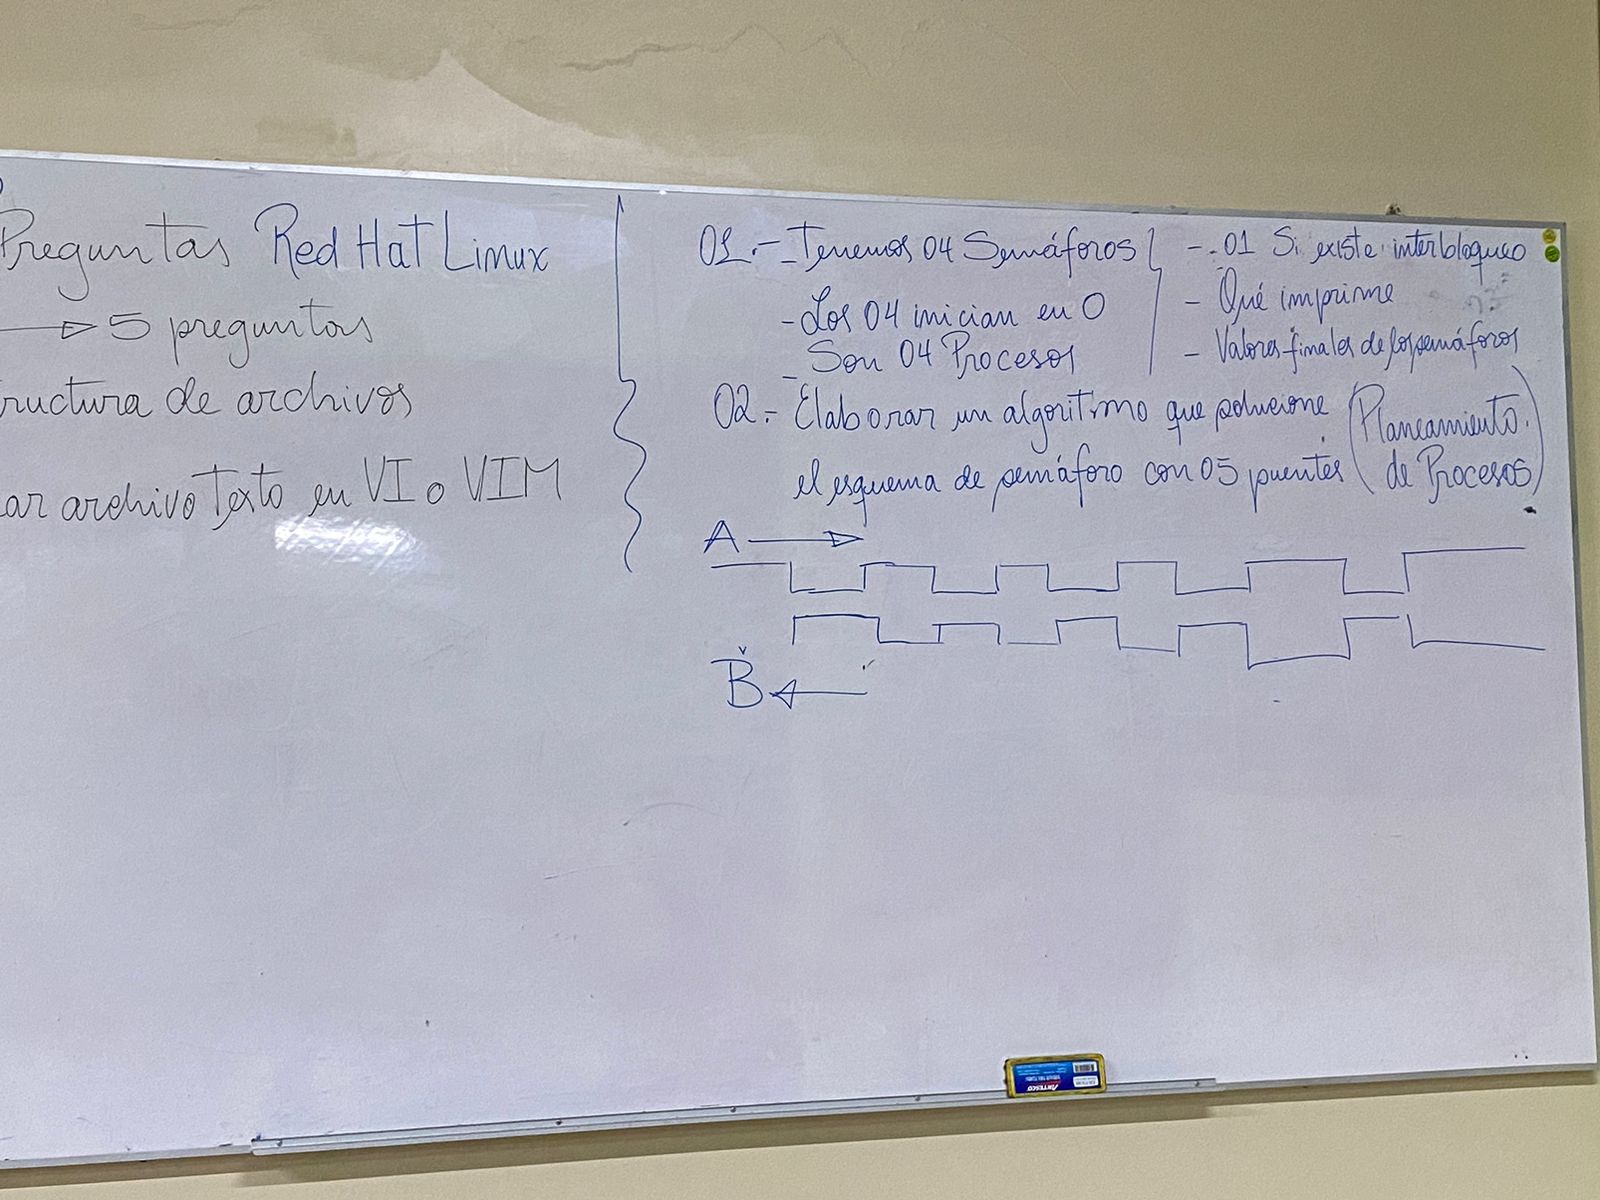 Preguntas Red Hat Linux
5 preguntas
ructura de archivos
ar archivo Texto en VI o VIM
01.- - Tenemos 04 Semáforos
- Los 04 inician en 0
- Son 04 Procesos
- 01 Si existe interbloqueo
- Qué imprime
- Valores finales de los semáforos
02.- Elaborar un algoritmo que solucione
el esquema de semáforo con 05 puentes
(Planeamiento
de Procesos)
A
B
ARTESCO